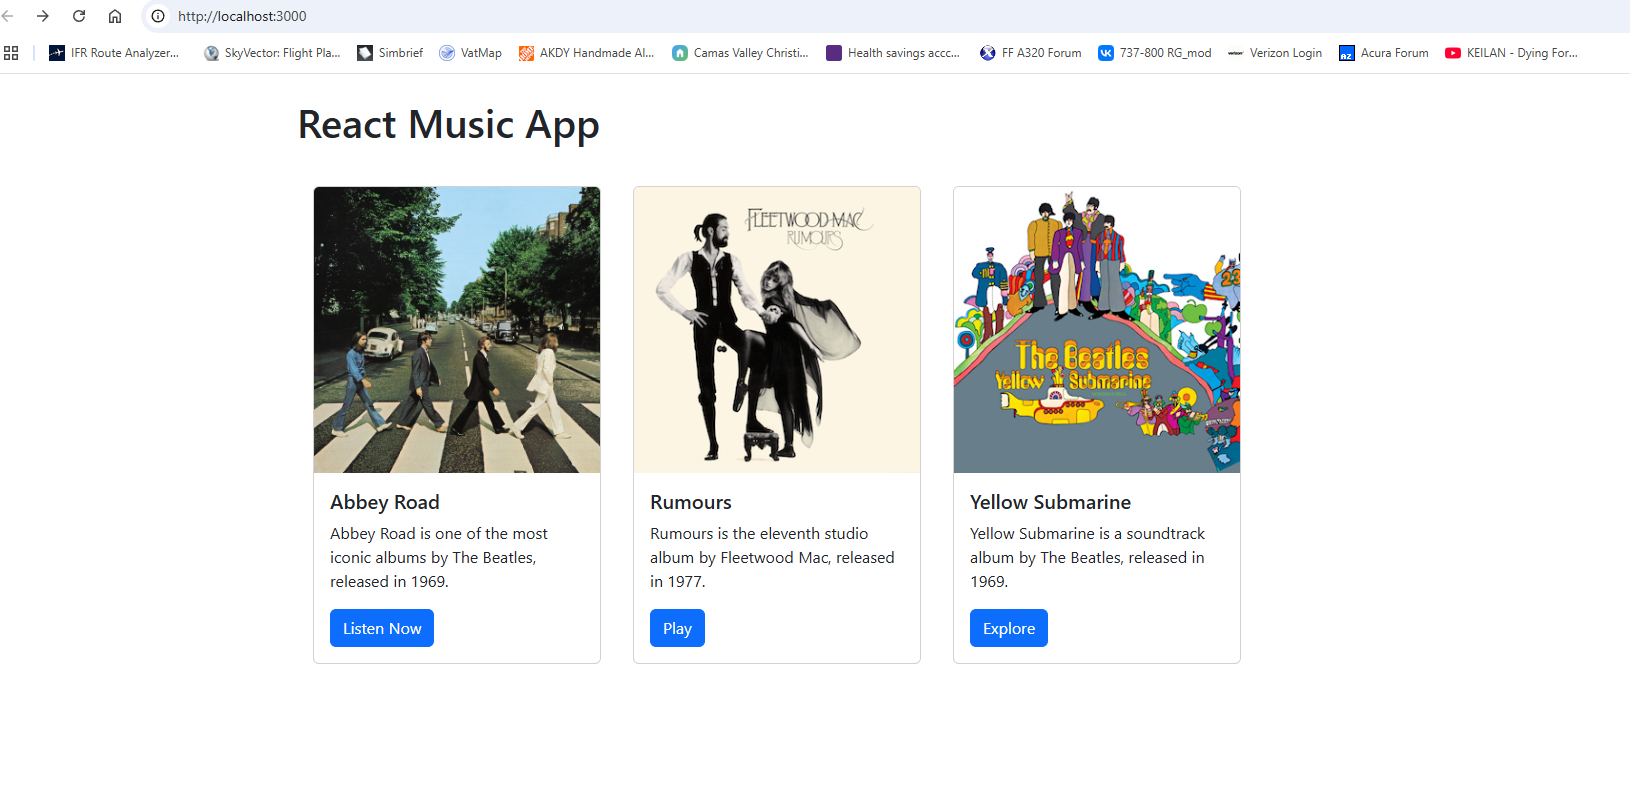 http://localhost:3000
IFR Route Analyzer...
SkyVector: Flight Pla...
Simbrief
VatMap
AKDY Handmade Al...
Camas Valley Christi...
Health savings accc...
FF A320 Forum
737-800 RG_mod
Verizon Login
Acura Forum
KEILAN - Dying For...
React Music App
FLEETWOOD MAC
RUMOURS
23
The Beatles
Yellow Submarine
Abbey Road
Abbey Road is one of the most
iconic albums by The Beatles,
released in 1969.
Listen Now
Rumours
Rumours is the eleventh studio
album by Fleetwood Mac, released
in 1977.
Play
Yellow Submarine
Yellow Submarine is a soundtrack
album by The Beatles, released in
1969.
Explore